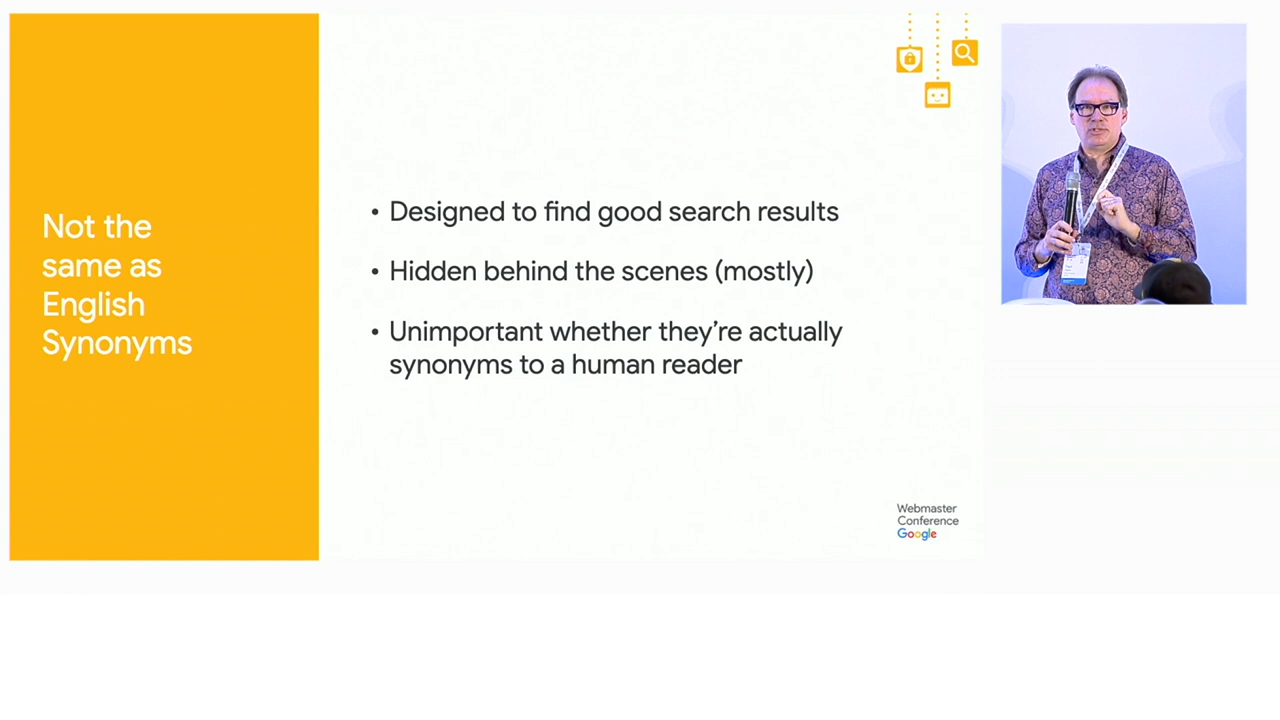 Not the
same as
English
Synonyms
• Designed to find good search results
• Hidden behind the scenes (mostly)
• Unimportant whether they're actually
synonyms to a human reader
Webmaster
Conference
Google